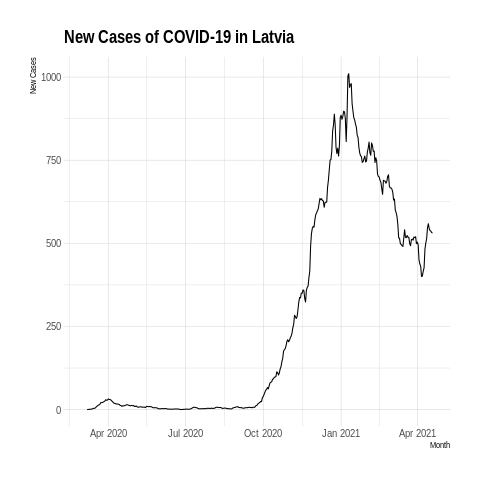 New Cases of COVID-19 in Latvia
New Cases
1000
750
500
250
0
Apr 2020 Jul 2020 Oct 2020 Jan 2021 Apr 2021
Month